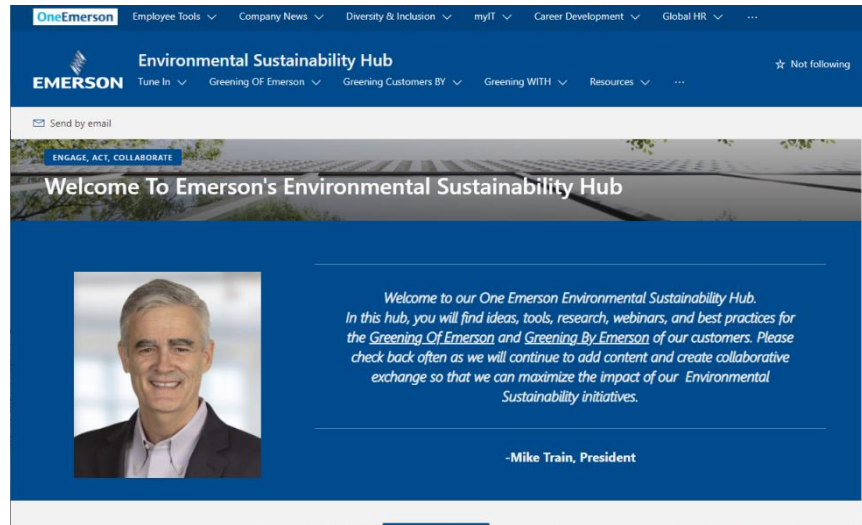 OneEmerson Employee Tools Company News Diversity & Inclusion myIT Career Development Global HR ...
EMERSON
Environmental Sustainability Hub
Tune In Greening OF Emerson Greening Customers BY Greening WITH Resources ...
Not following
Send by email
ENGAGE, ACT, COLLABORATE
Welcome To Emerson's Environmental Sustainability Hub
Welcome to our One Emerson Environmental Sustainability Hub.
In this hub, you will find ideas, tools, research, webinars, and best practices for
the Greening Of Emerson and Greening By Emerson of our customers. Please
check back often as we will continue to add content and create collaborative
exchange so that we can maximize the impact of our Environmental
Sustainability initiatives.
-Mike Train, President